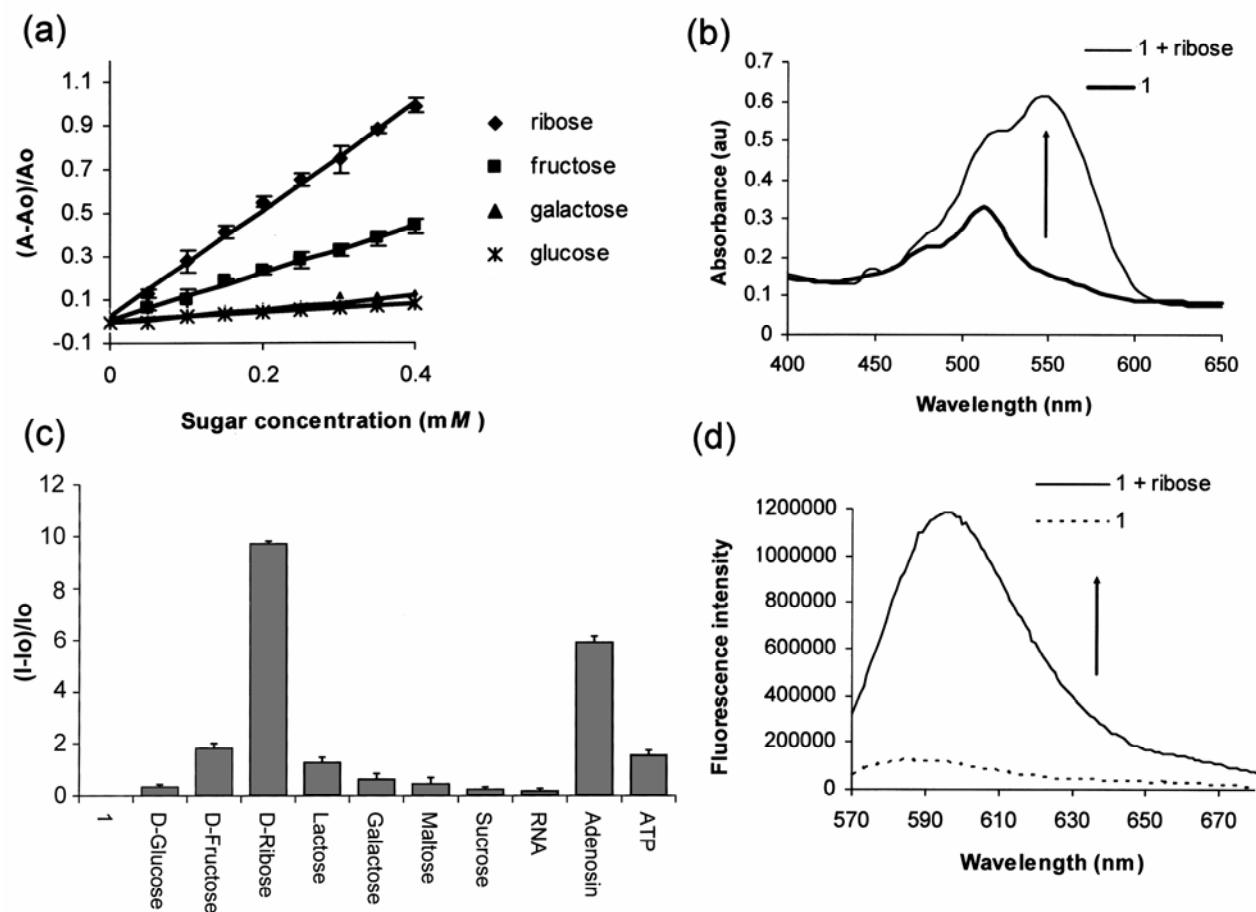 (a)
(A-Ao)/Ao
1.1
0.9
0.7
0.5
0.3
0.1
-0.1
0
0.2
0.4
Sugar concentration (mM)
ribose
fructose
galactose
glucose
(b)
1 + ribose
1
Absorbance (au)
0.7
0.6
0.5
0.4
0.3
0.2
0.1
0
400
450
500
550
600
650
Wavelength (nm)
(c)
(I-Io)/Io
12
10
8
6
4
2
0
1
D-Glucose
D-Fructose
D-Ribose
Lactose
Galactose
Maltose
Sucrose
RNA
Adenosin
ATP
(d)
1 + ribose
1
Fluorescence intensity
1200000
1000000
800000
600000
400000
200000
0
570
590
610
630
650
670
Wavelength (nm)